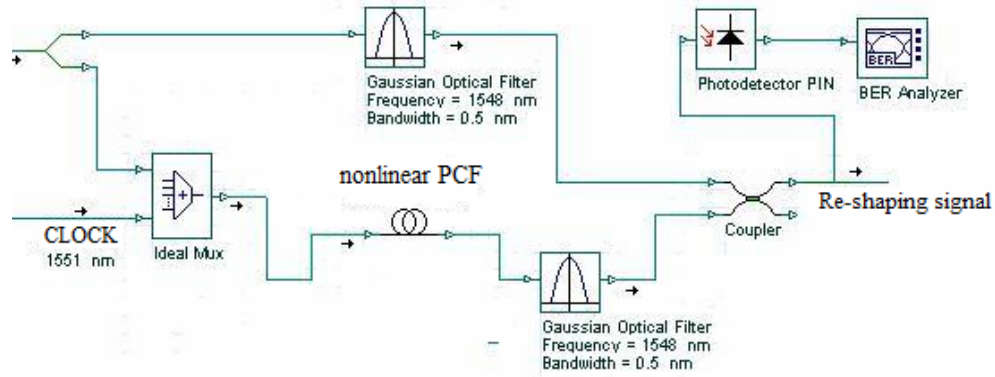 Gaussian Optical Filter
Frequency = 1548 nm
Bandwidth = 0.5 nm
Photodetector PIN
BER
BER Analyzer
CLOCK
1551 nm
Ideal Mux
nonlinear PCF
Coupler
Re-shaping signal
Gaussian Optical Filter
Frequency = 1548 nm
Bandwidth = 0.5 nm